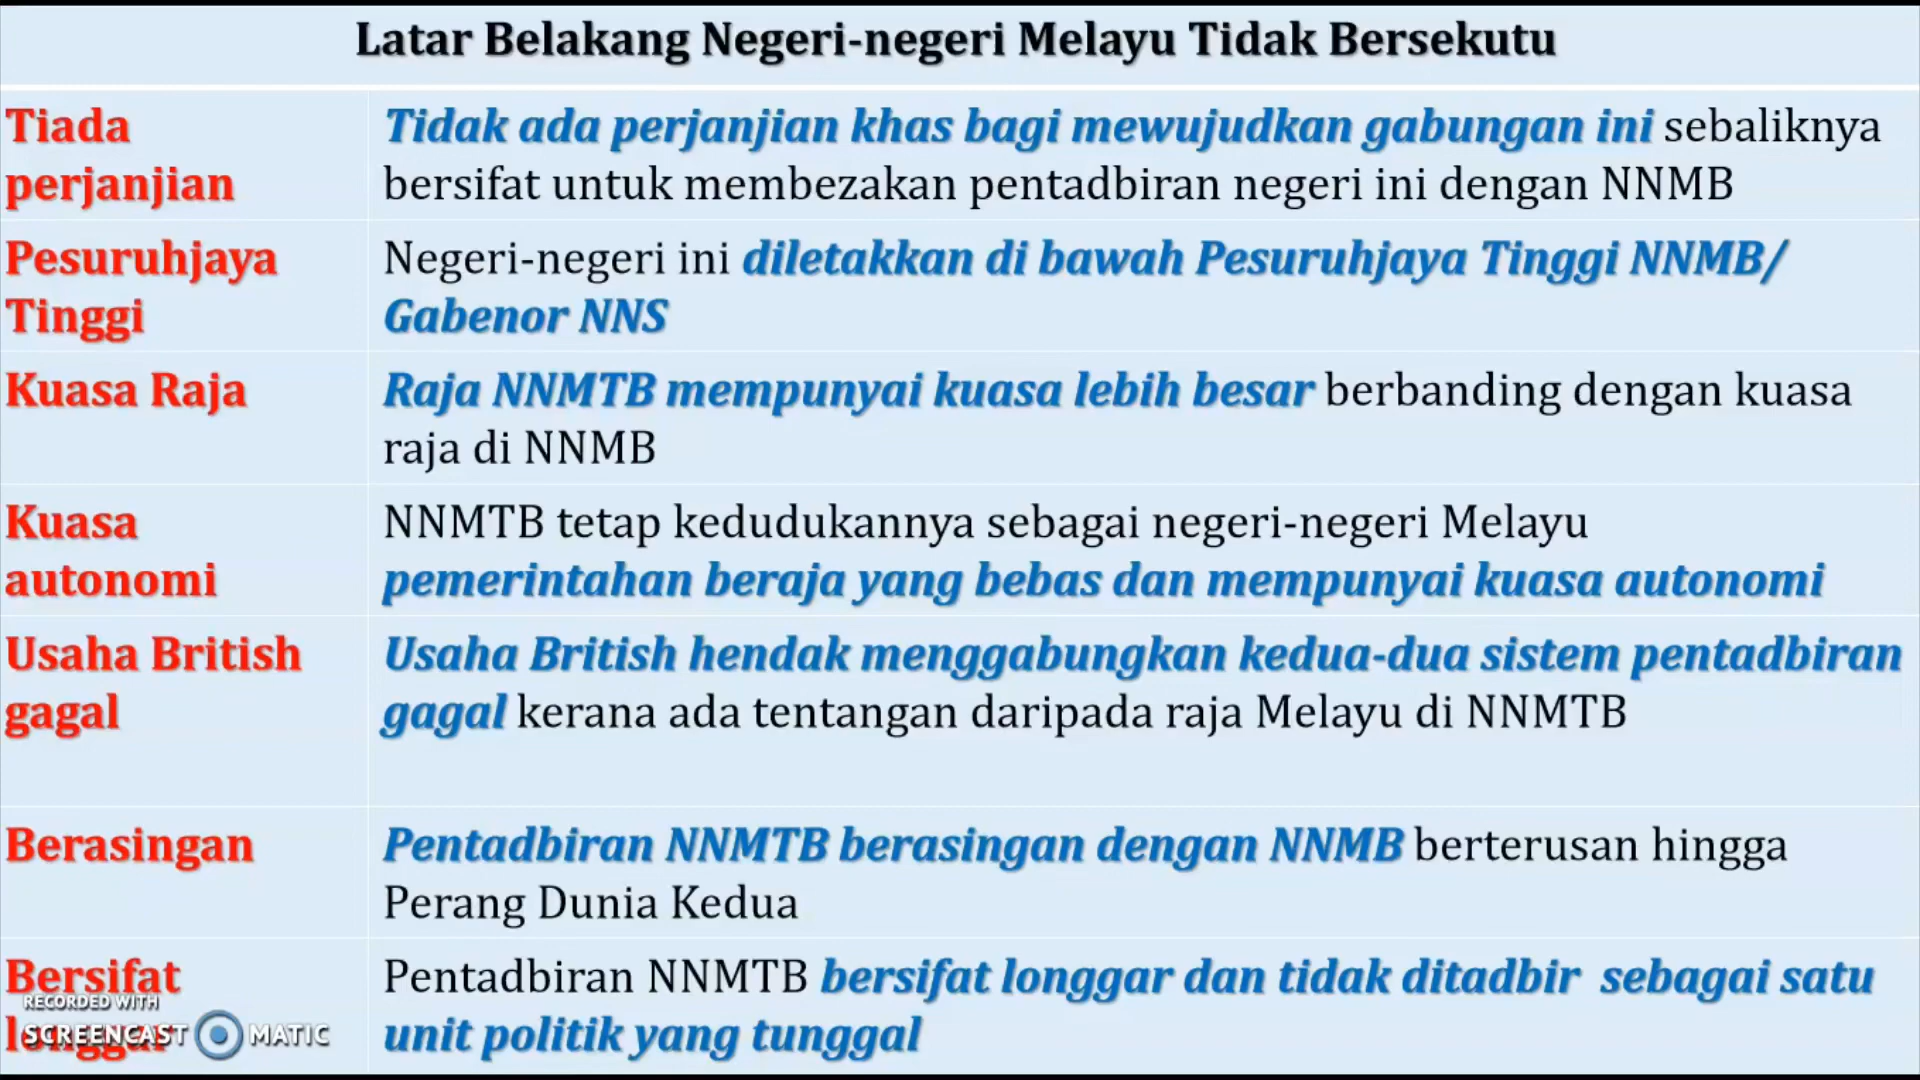 Latar Belakang Negeri-negeri Melayu Tidak Bersekutu
Tiada
perjanjian
Tidak ada perjanjian khas bagi mewujudkan gabungan ini sebaliknya
bersifat untuk membezakan pentadbiran negeri ini dengan NNMB
Pesuruhjaya
Tinggi
Negeri-negeri ini diletakkan di bawah Pesuruhjaya Tinggi NNMB/
Gabenor NNS
Kuasa Raja
Raja NNMTB mempunyai kuasa lebih besar berbanding dengan kuasa
raja di NNMB
Kuasa
autonomi
NNMTB tetap kedudukannya sebagai negeri-negeri Melayu
pemerintahan beraja yang bebas dan mempunyai kuasa autonomi
Usaha British
gagal
Usaha British hendak menggabungkan kedua-dua sistem pentadbiran
gagal kerana ada tentangan daripada raja Melayu di NNMTB
Berasingan
Pentadbiran NNMTB berasingan dengan NNMB berterusan hingga
Perang Dunia Kedua
Bersifat
longgar
Pentadbiran NNMTB bersifat longgar dan tidak ditadbir sebagai satu
unit politik yang tunggal
RECORDED WITH
SCREENCAST MATIC